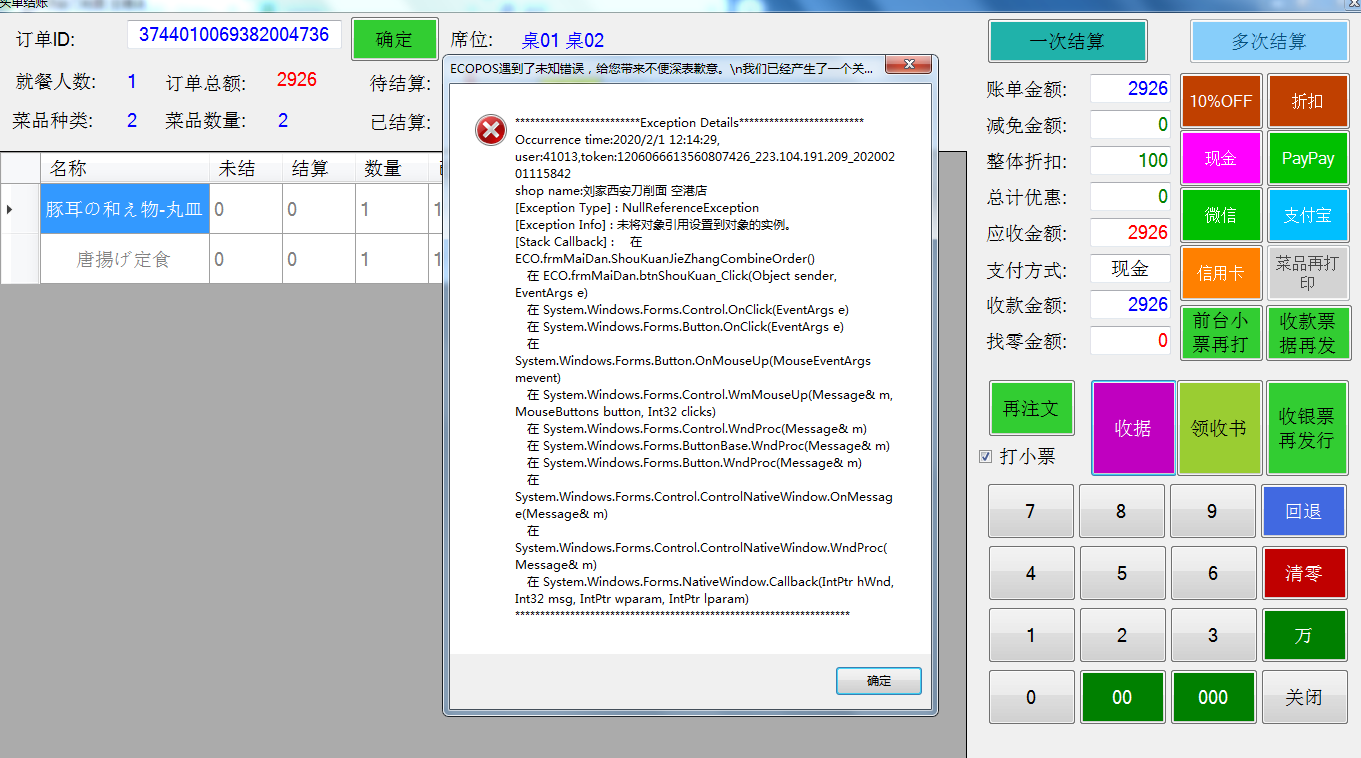 买单结账
订单ID:
3744010069382004736
确定
席位:
桌01 桌02
就餐人数:
1
订单总额:
2926
待结算:
菜品种类:
2
菜品数量:
2
已结算:
名称
未结
结算
数量
豚耳の和え物-丸皿
0
0
1
1
唐揚げ定食
0
0
1
1
ECOPOS遇到了未知错误，给您带来不便深表歉意。\n我们已经产生了一个关...
*************************Exception Details*************************
Occurrence time:2020/2/1 12:14:29,
user:41013,token:1206066613560807426_223.104.191.209_202002
01115842
shop name:刘家西安刀削面 空港店
[Exception Type]：NullReferenceException
[Exception Info]：未将对象引用设置到对象的实例。
[Stack Callback]： 在
ECO.frmMaiDan.ShouKuanJieZhangCombineOrder()
在 ECO.frmMaiDan.btnShouKuan_Click(Object sender,
EventArgs e)
在 System.Windows.Forms.Control.OnClick(EventArgs e)
在 System.Windows.Forms.Button.OnClick(EventArgs e)
在
System.Windows.Forms.Button.OnMouseUp(MouseEventArgs
mevent)
在 System.Windows.Forms.Control.WmMouseUp(Message& m,
MouseButtons button, Int32 clicks)
在 System.Windows.Forms.Control.WndProc(Message& m)
在 System.Windows.Forms.ButtonBase.WndProc(Message& m)
在 System.Windows.Forms.Button.WndProc(Message& m)
在
System.Windows.Forms.Control.ControlNativeWindow.OnMessag
e(Message& m)
在
System.Windows.Forms.Control.ControlNativeWindow.WndProc(
Message& m)
在 System.Windows.Forms.NativeWindow.Callback(IntPtr hWnd,
Int32 msg, IntPtr wparam, IntPtr lparam)
*******************************************************************
确定
一次结算
多次结算
账单金额:
2926
减免金额:
0
整体折扣:
100
总计优惠:
0
应收金额:
2926
支付方式:
现金
收款金额:
2926
找零金额:
0
10%OFF
折扣
现金
PayPay
微信
支付宝
信用卡
菜品再打
印
前台小
票再打
收款票
据再发
再注文
打小票
收据
领收书
收银票
再发行
7
8
9
回退
4
5
6
清零
1
2
3
万
0
00
000
关闭